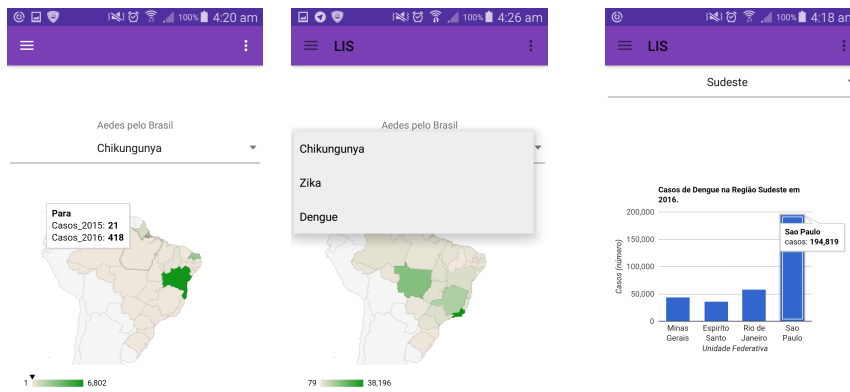 100% 4:20 am
Aedes pelo Brasil
Chikungunya
Para
Casos_2015: 21
Casos_2016: 418
1 6,802
100% 4:26 am
LIS
Aedes pelo Brasil
Chikungunya
Zika
Dengue
79 38,196
100% 4:18 am
LIS
Sudeste
Casos de Dengue na Região Sudeste em
2016.
Casos (número)
200,000
150,000
100,000
50,000
0
Sao Paulo
casos: 194,819
Minas Gerais
Espirito Santo
Rio de Janeiro
Sao Paulo
Unidade Federativa